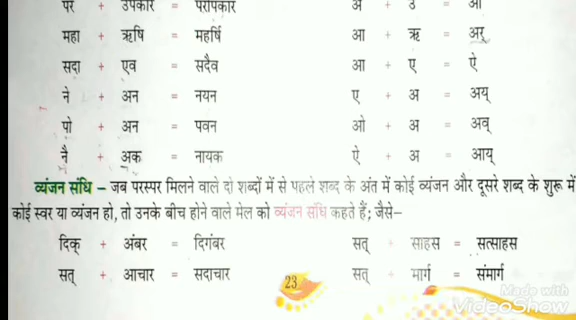 पर + उपकार = परोपकार अ + उ = ओ
महा + ऋषि = महर्षि आ + ऋ = अर्
सदा + एव = सदैव आ + ए = ऐ
ने + अन = नयन ए + अ = अय्
पो + अन = पवन ओ + अ = अव्
नै + अक = नायक ऐ + अ = आय्
व्यंजन संधि – जब परस्पर मिलने वाले दो शब्दों में से पहले शब्द के अंत में कोई व्यंजन और दूसरे शब्द के शुरू में
कोई स्वर या व्यंजन हो, तो उनके बीच होने वाले मेल को व्यंजन संधि कहते हैं; जैसे–
दिक् + अंबर = दिगंबर सत् + साहस = सत्साहस
सत् + आचार = सदाचार सत् + मार्ग = संमार्ग
23
Made with
VideoShow